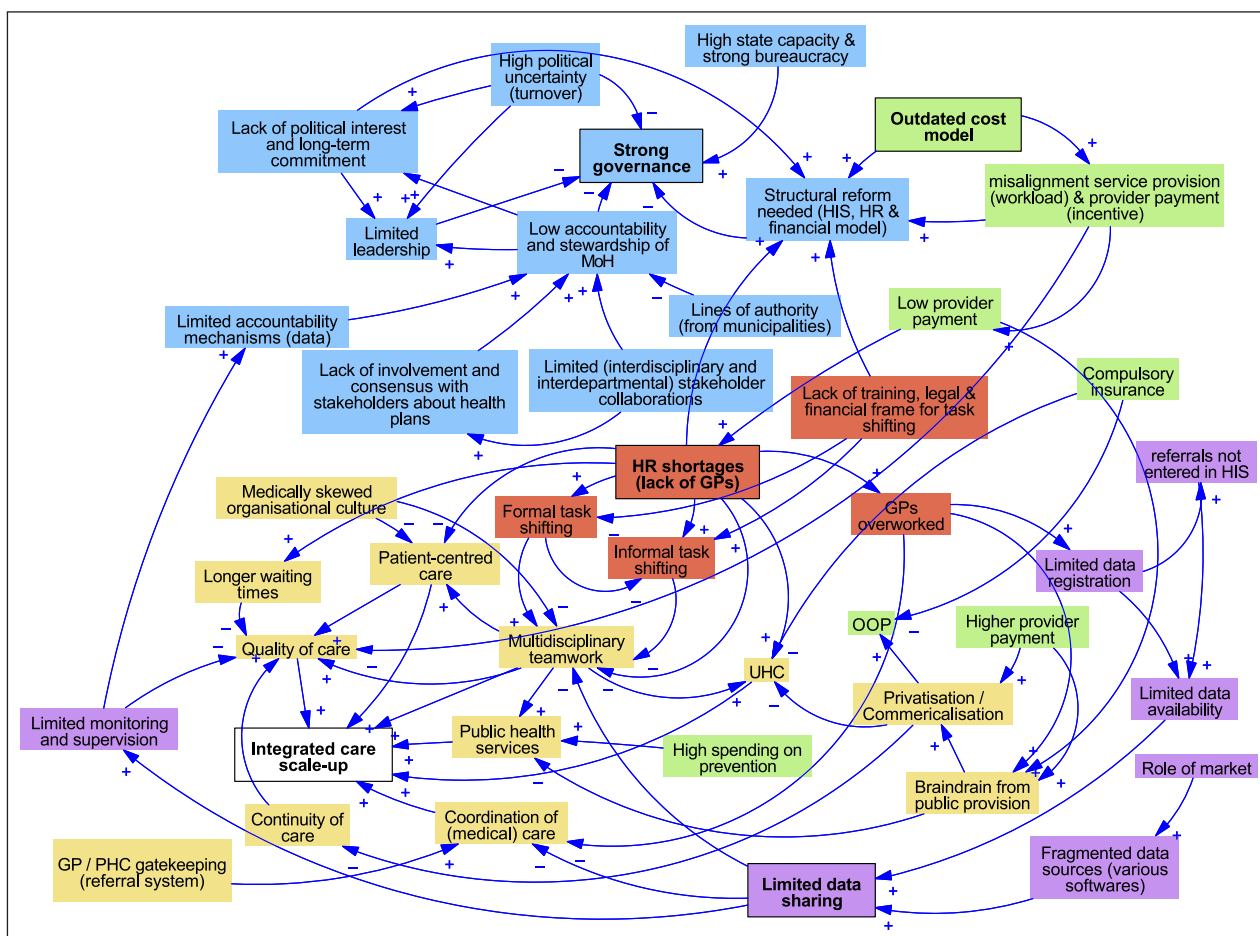 High state capacity &
strong bureaucracy
High political
uncertainty
(turnover)
Outdated cost
model
Lack of political interest
and long-term
commitment
Strong
governance
misalignment service provision
(workload) & provider payment
(incentive)
Structural reform
needed (HIS, HR &
financial model)
Limited
leadership
Low accountability
and stewardship of
MoH
Lines of authority
(from municipalities)
Low provider
payment
Limited accountability
mechanisms (data)
Lack of involvement and
consensus with
stakeholders about health
plans
Limited (interdisciplinary and
interdepartmental) stakeholder
collaborations
Lack of training, legal &
financial frame for task
shifting
Compulsory
insurance
HR shortages
(lack of GPs)
referrals not
entered in HIS
Medically skewed
organisational culture
Formal task
shifting
GPs
overworked
Patient-centred
care
Informal task
shifting
Limited data
registration
Longer waiting
times
Quality of care
Multidisciplinary
teamwork
OOP
Higher provider
payment
UHC
Privatisation /
Commericalisation
Limited data
availability
Limited monitoring
and supervision
Integrated care
scale-up
Public health
services
High spending on
prevention
Role of market
Braindrain from
public provision
Continuity of
care
Coordination of
(medical) care
GP / PHC gatekeeping
(referral system)
Limited data
sharing
Fragmented data
sources (various
softwares)